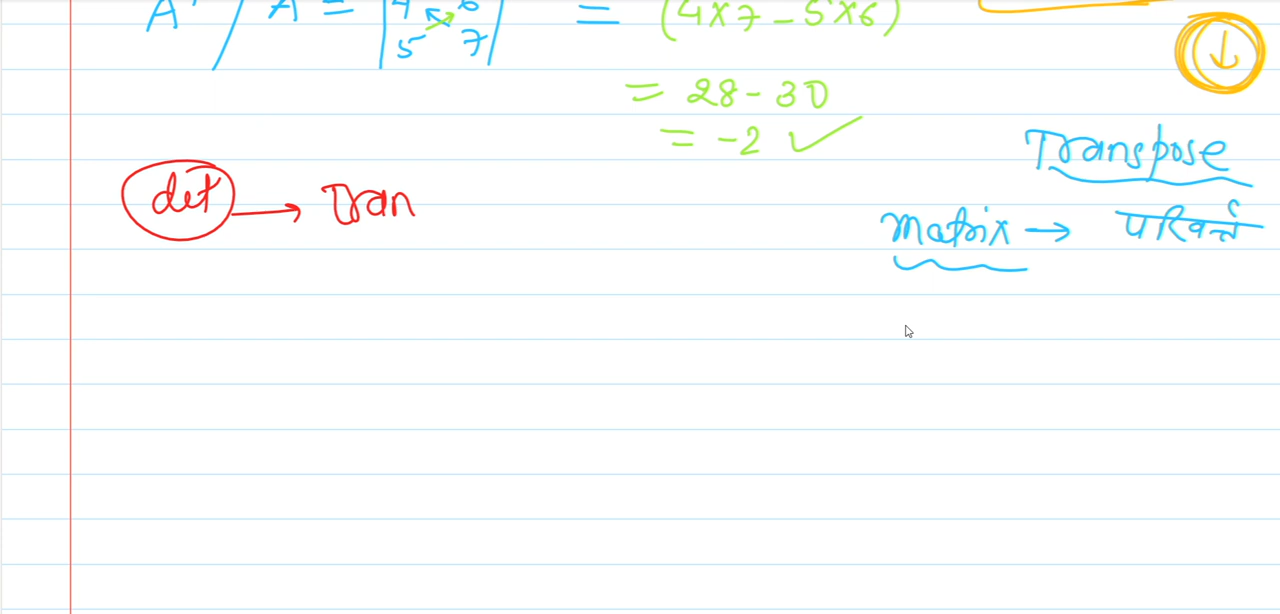 A' / A = |4 6| = (4×7 - 5×6)
|5 7|
= 28 - 30
= -2 ✓
Transpose
det → Tran
matrix → परिवर्त